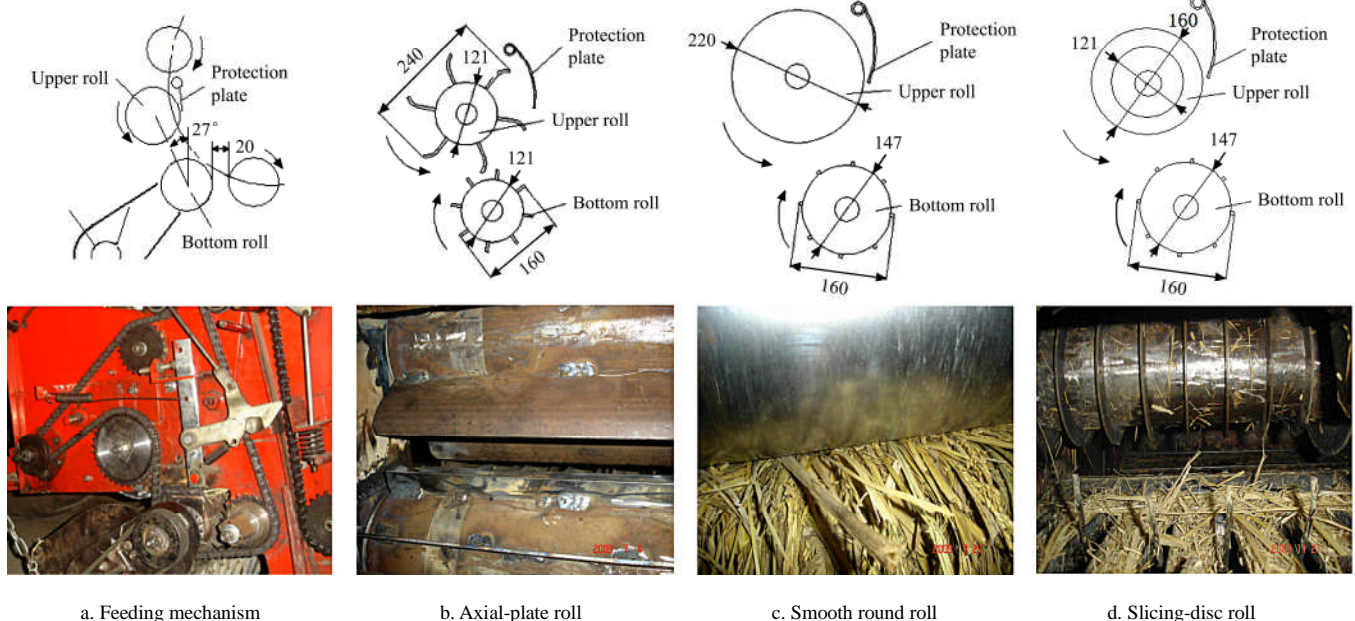 Upper roll
Protection
plate
27°
20
Bottom roll
240
121
Protection
plate
Upper roll
121
Bottom roll
160
220
Protection
plate
Upper roll
147
Bottom roll
160
160
121
Protection
plate
Upper roll
147
Bottom roll
160
a. Feeding mechanism
b. Axial-plate roll
c. Smooth round roll
d. Slicing-disc roll